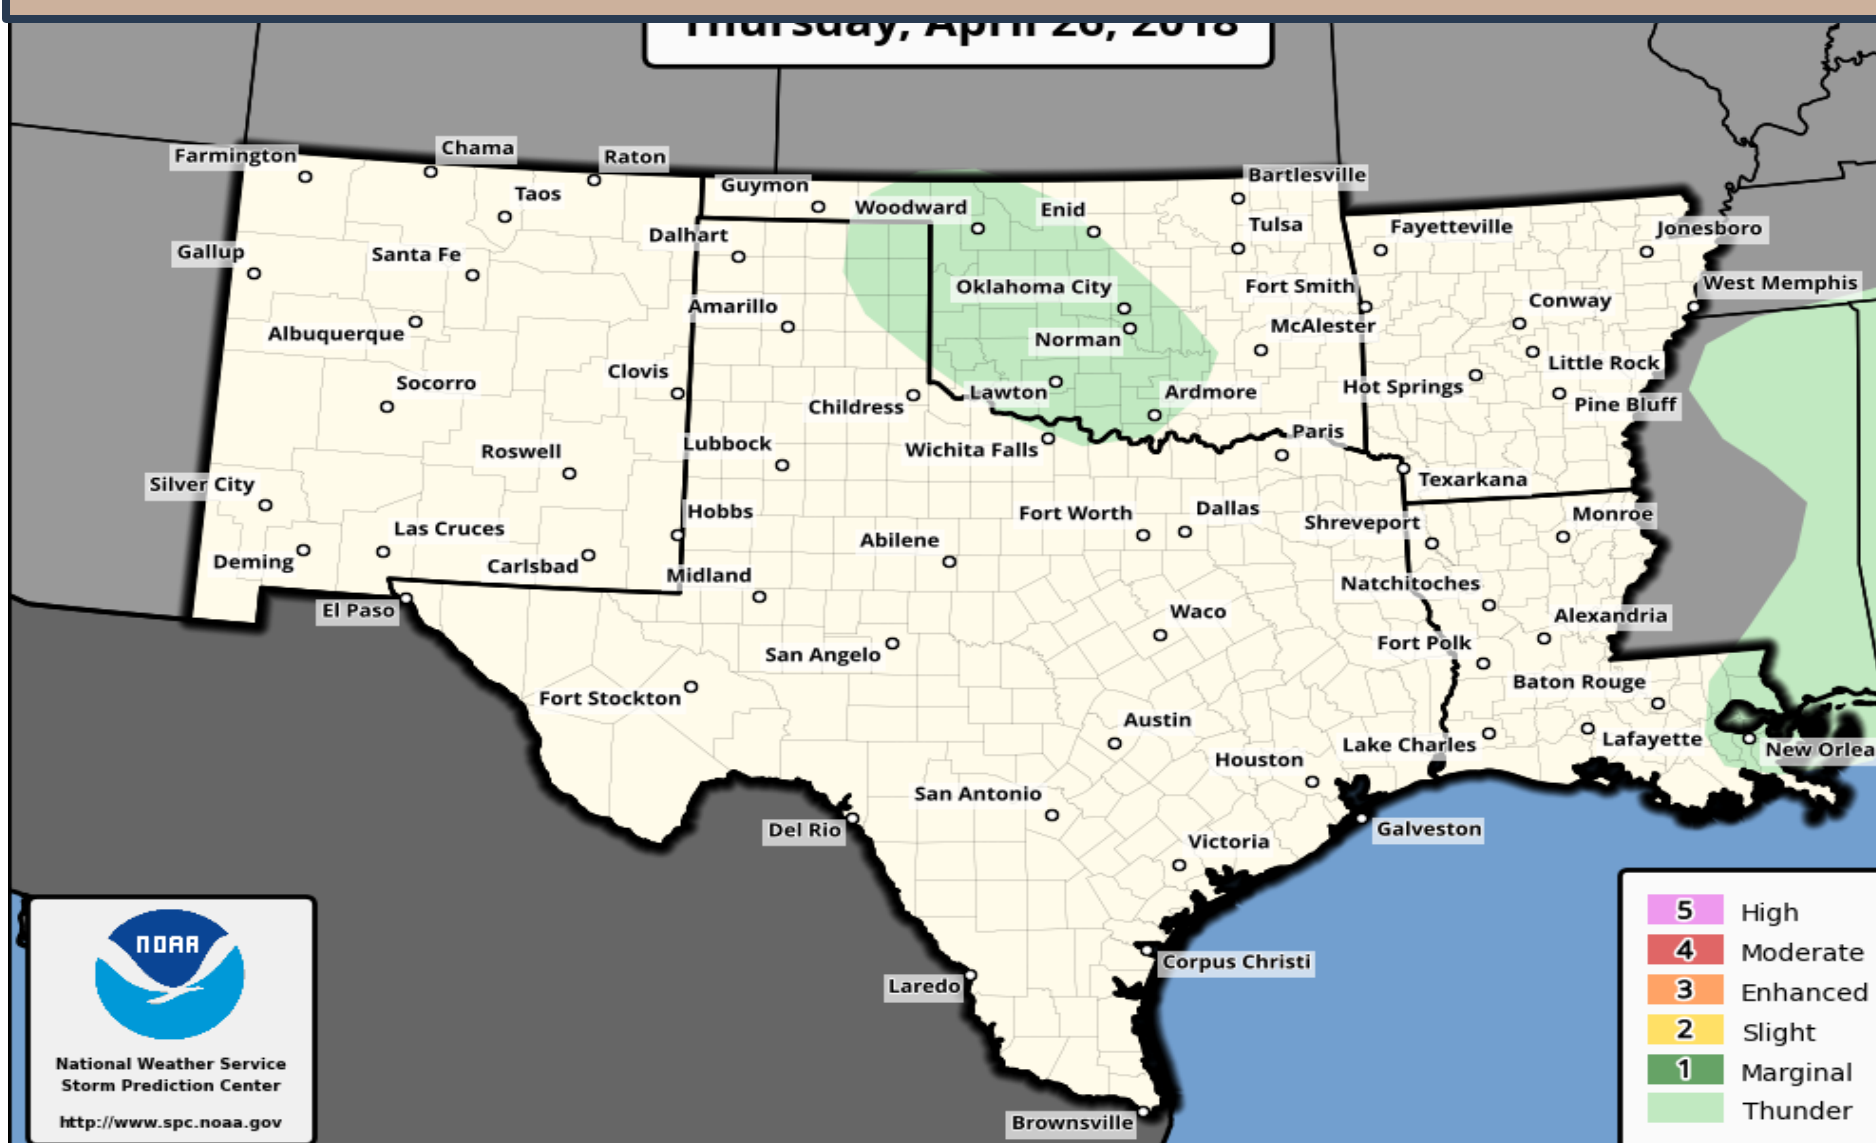 Thursday, April 26, 2018
Farmington
Chama
Raton
Taos
Guymon
Woodward
Enid
Bartlesville
Tulsa
Fayetteville
Jonesboro
Gallup
Santa Fe
Dalhart
Oklahoma City
Fort Smith
West Memphis
Albuquerque
Amarillo
Norman
McAlester
Conway
Socorro
Clovis
Childress
Lawton
Ardmore
Hot Springs
Little Rock
Pine Bluff
Roswell
Lubbock
Wichita Falls
Paris
Texarkana
Silver City
Las Cruces
Hobbs
Fort Worth
Dallas
Shreveport
Monroe
Deming
Carlsbad
Midland
Abilene
Natchitoches
El Paso
Waco
Alexandria
San Angelo
Fort Polk
Fort Stockton
Baton Rouge
Austin
Lake Charles
Lafayette
New Orlea
Houston
San Antonio
Del Rio
Galveston
Victoria
Laredo
Corpus Christi
Brownsville
NOAA
National Weather Service
Storm Prediction Center
http://www.spc.noaa.gov
5 High
4 Moderate
3 Enhanced
2 Slight
1 Marginal
Thunder